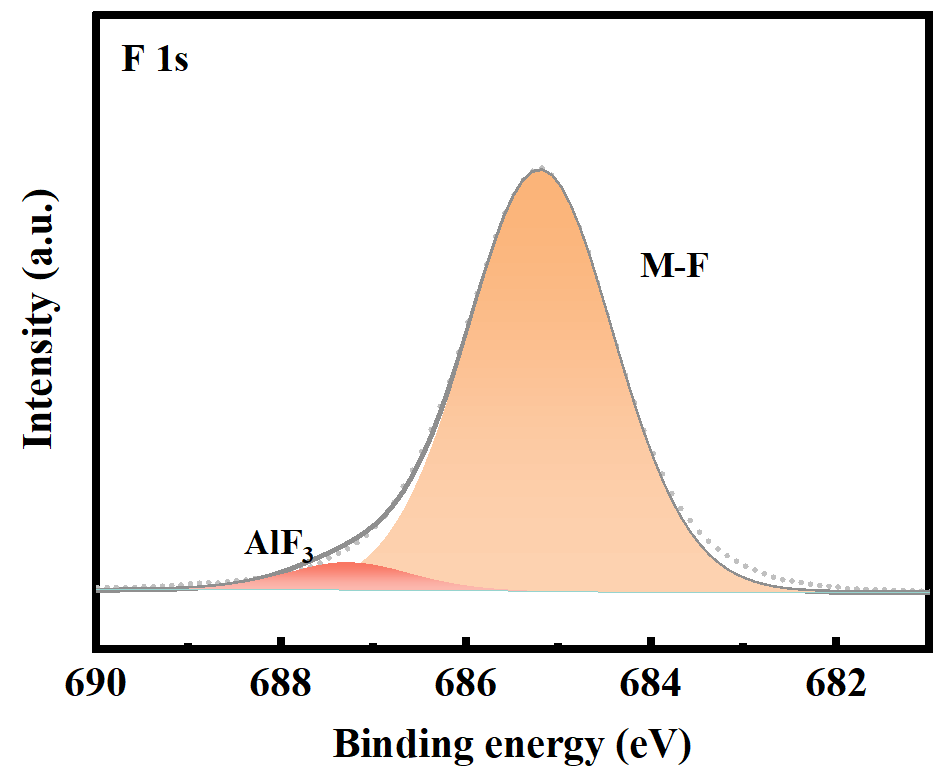 F 1s
M-F
AlF₃
690 688 686 684 682
Binding energy (eV)
Intensity (a.u.)